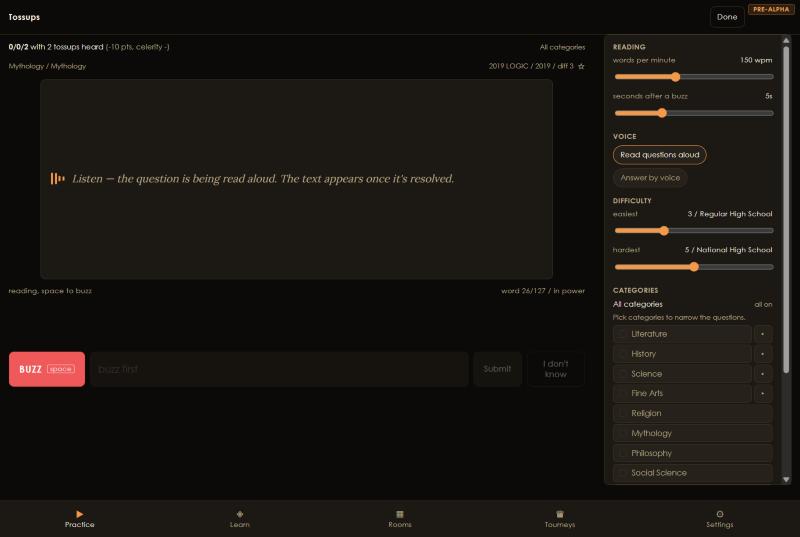 Tossups
Done
PRE-ALPHA
0/0/2 with 2 tossups heard (-10 pts, celerity -)
All categories
Mythology / Mythology
2019 LOGIC / 2019 / diff 3 ☆
Listen — the question is being read aloud. The text appears once it's resolved.
reading, space to buzz
word 26/127 / in power
BUZZ space
buzz first
Submit
I don't
know
READING
words per minute
150 wpm
seconds after a buzz
5s
VOICE
Read questions aloud
Answer by voice
DIFFICULTY
easiest
3 / Regular High School
hardest
5 / National High School
CATEGORIES
All categories
all on
Pick categories to narrow the questions.
Literature
History
Science
Fine Arts
Religion
Mythology
Philosophy
Social Science
Practice
Learn
Rooms
Tourneys
Settings